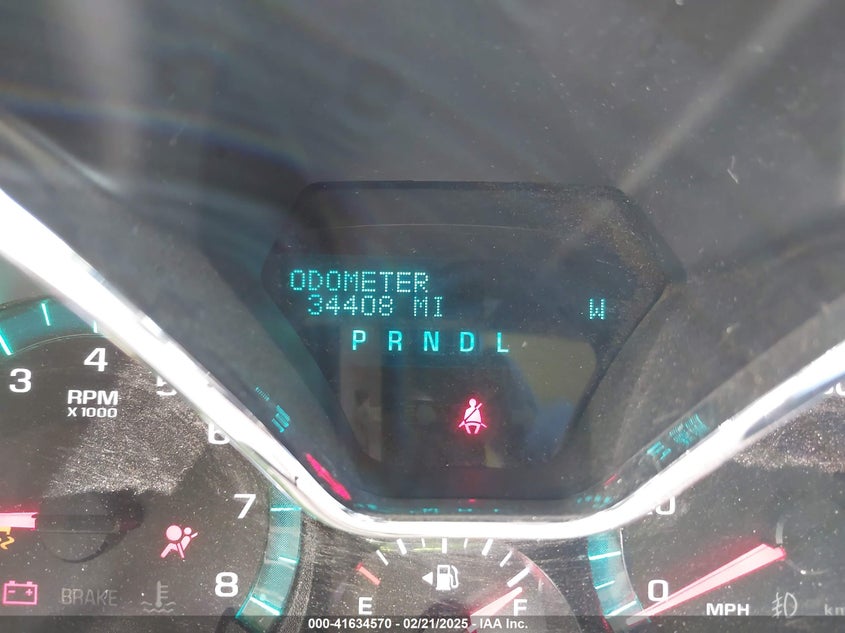 ODOMETER
34408 MI
W
P R N D L
3
4
5
6
7
8
RPM
X 1000
BRAKE
E
F
0
MPH
000-41634570 - 02/21/2025 - IAA Inc.